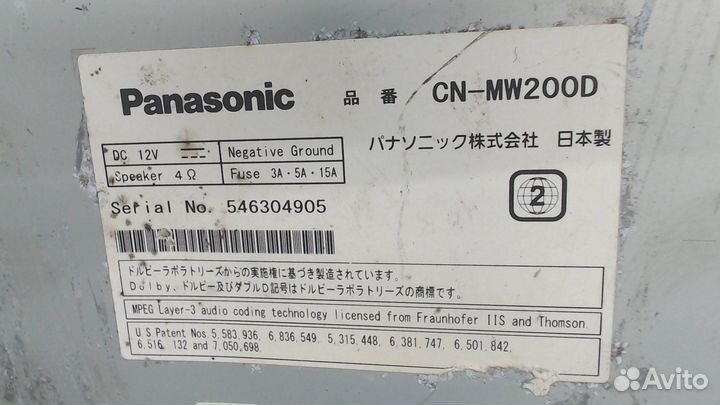 Panasonic 品番 CN-MW200D
パナソニック株式会社 日本製
DC 12V Negative Ground
Speaker 4Ω Fuse 3A・5A・15A
2
Serial No. 546304905
ドルビーラボラトリーズからの実施権に基づき製造されています。
Dolby、ドルビー及びダブルD記号はドルビーラボラトリーズの商標です。
MPEG Layer-3 audio coding technology licensed from Fraunhofer IIS and Thomson.
U.S.Patent Nos.5,583,936, 6,836,549, 5,315,448, 6,381,747, 6,501,842,
6,516,132 and 7,050,698
Avito